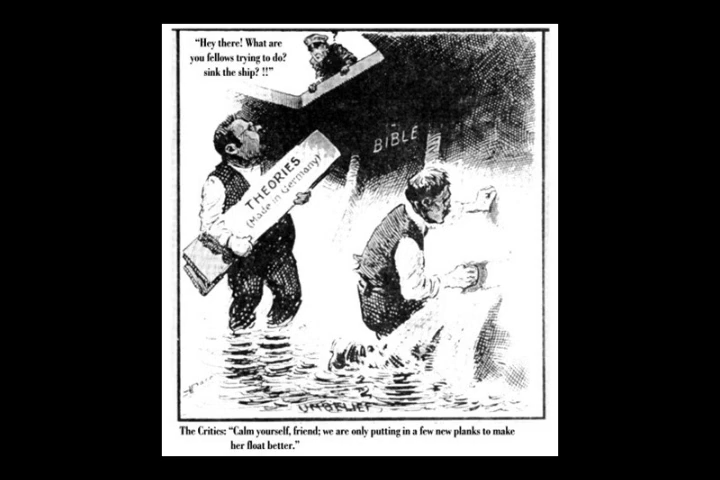 “Hey there! What are
you fellows trying to do?
sink the ship? !!”
BIBLE
THEORIES
(Made in Germany)
UNBELIEF
The Critics: “Calm yourself, friend; we are only putting in a few new planks to make
her float better.”